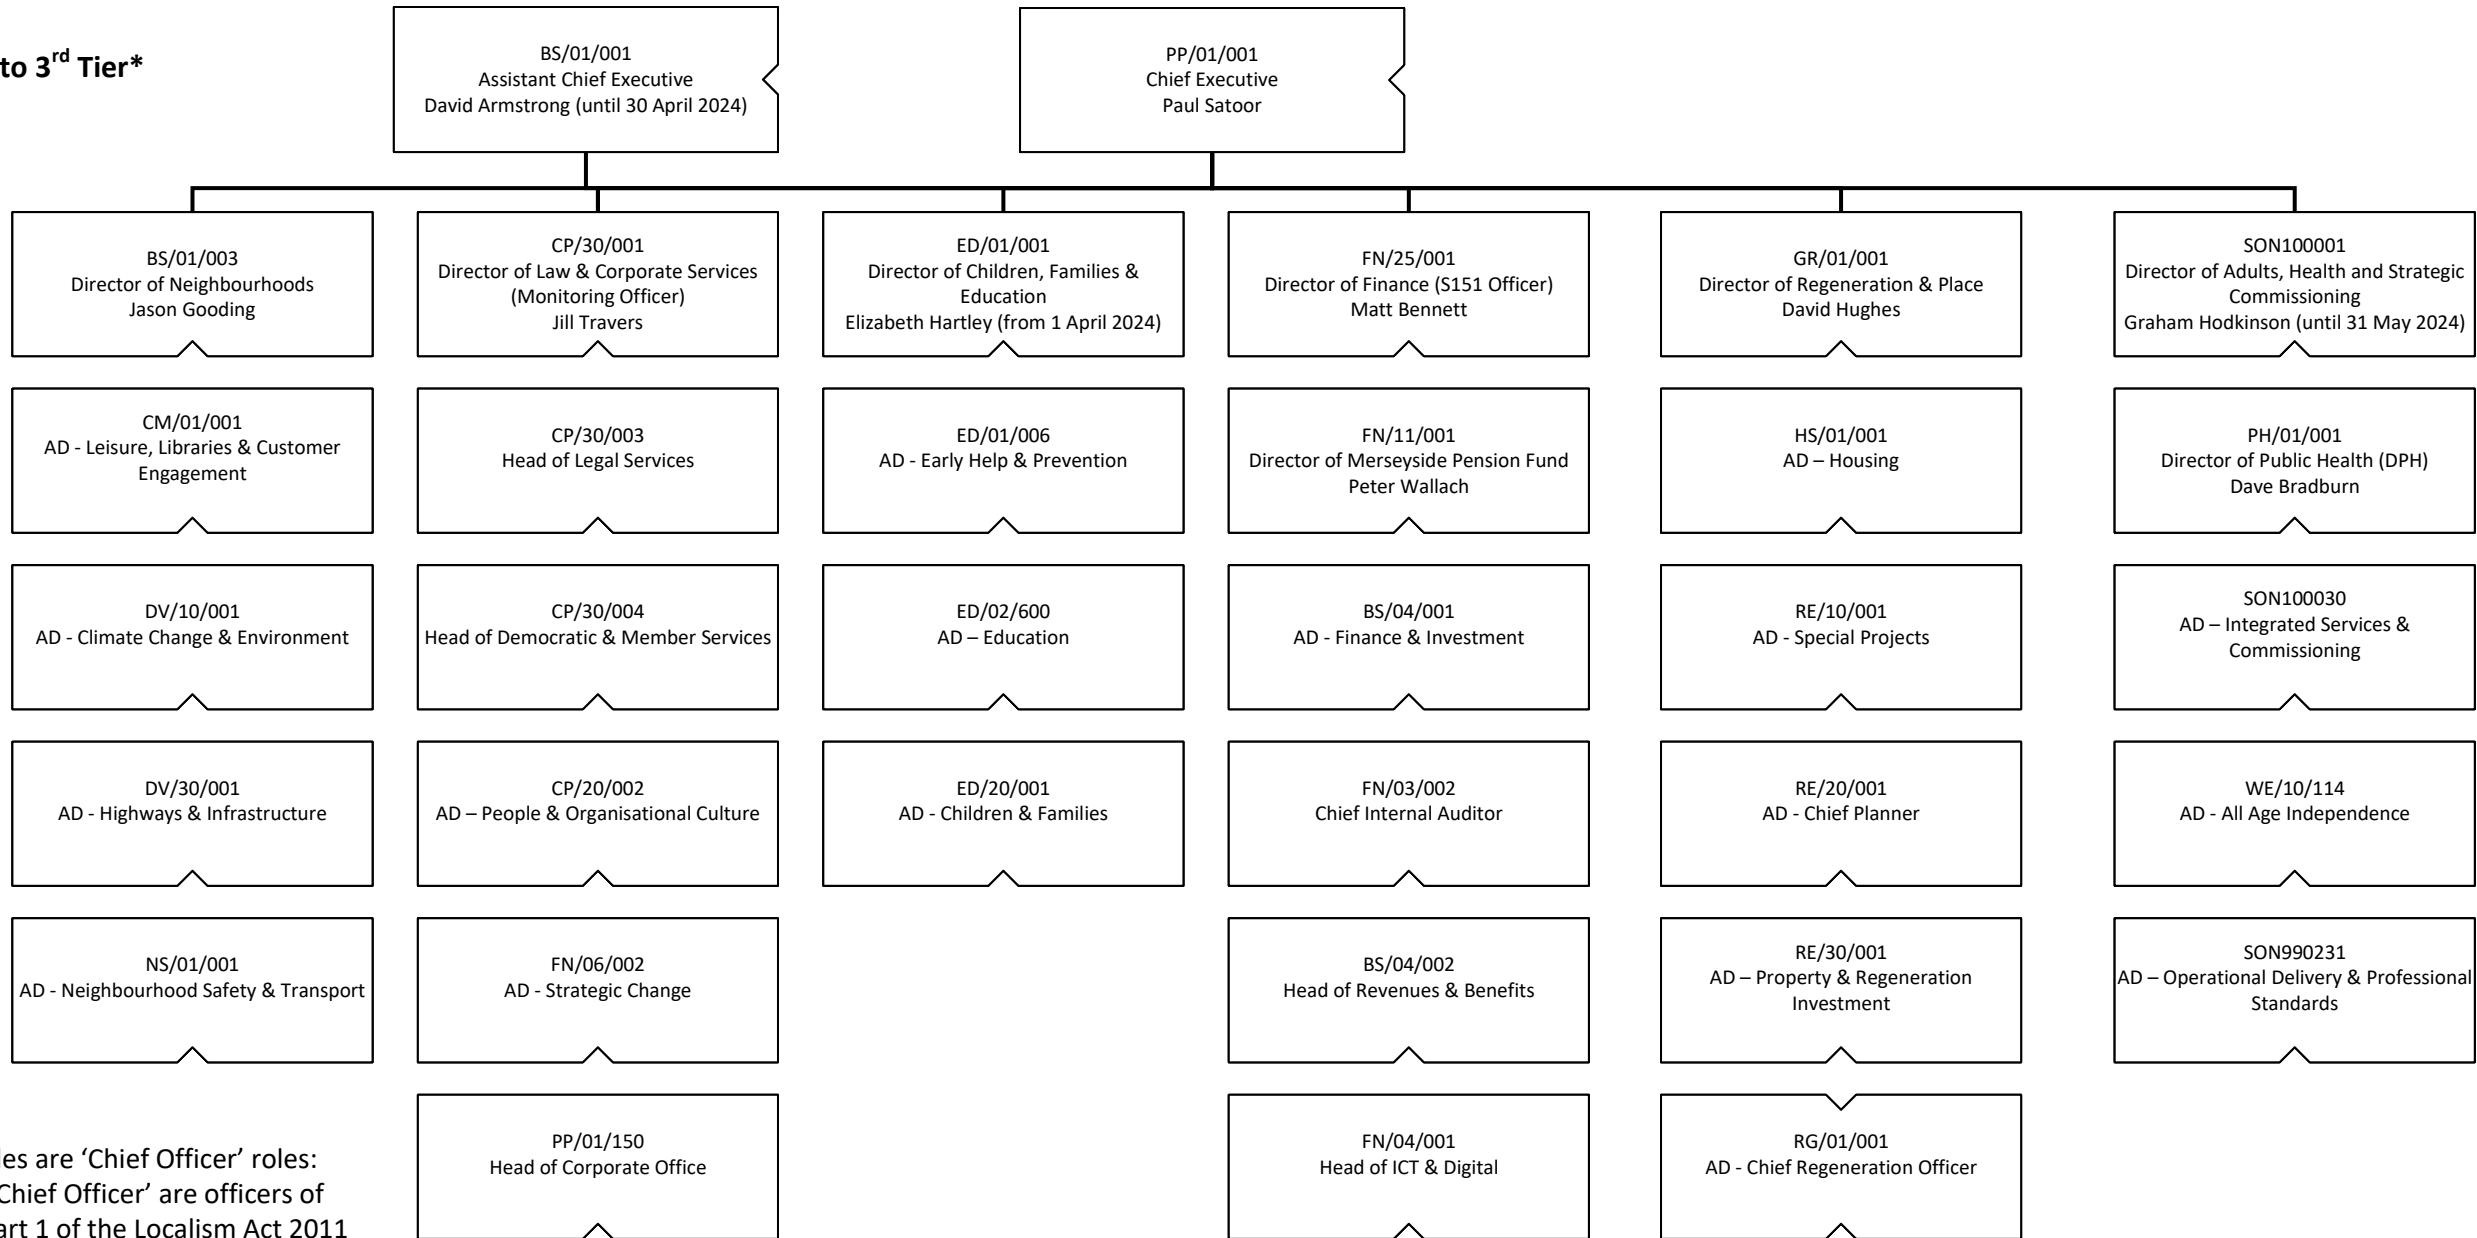 to 3rd Tier*
BS/01/001
Assistant Chief Executive
David Armstrong (until 30 April 2024)
PP/01/001
Chief Executive
Paul Satoor
BS/01/003
Director of Neighbourhoods
Jason Gooding
CP/30/001
Director of Law & Corporate Services
(Monitoring Officer)
Jill Travers
ED/01/001
Director of Children, Families &
Education
Elizabeth Hartley (from 1 April 2024)
FN/25/001
Director of Finance (S151 Officer)
Matt Bennett
GR/01/001
Director of Regeneration & Place
David Hughes
SON100001
Director of Adults, Health and Strategic
Commissioning
Graham Hodkinson (until 31 May 2024)
CM/01/001
AD - Leisure, Libraries & Customer
Engagement
CP/30/003
Head of Legal Services
ED/01/006
AD - Early Help & Prevention
FN/11/001
Director of Merseyside Pension Fund
Peter Wallach
HS/01/001
AD – Housing
PH/01/001
Director of Public Health (DPH)
Dave Bradburn
DV/10/001
AD - Climate Change & Environment
CP/30/004
Head of Democratic & Member Services
ED/02/600
AD – Education
BS/04/001
AD - Finance & Investment
RE/10/001
AD - Special Projects
SON100030
AD – Integrated Services &
Commissioning
DV/30/001
AD - Highways & Infrastructure
CP/20/002
AD – People & Organisational Culture
ED/20/001
AD - Children & Families
FN/03/002
Chief Internal Auditor
RE/20/001
AD - Chief Planner
WE/10/114
AD - All Age Independence
NS/01/001
AD - Neighbourhood Safety & Transport
FN/06/002
AD - Strategic Change
BS/04/002
Head of Revenues & Benefits
RE/30/001
AD – Property & Regeneration
Investment
SON990231
AD – Operational Delivery & Professional
Standards
PP/01/150
Head of Corporate Office
FN/04/001
Head of ICT & Digital
RG/01/001
AD - Chief Regeneration Officer
are ‘Chief Officer’ roles:
Chief Officer’ are officers of
1 of the Localism Act 2011